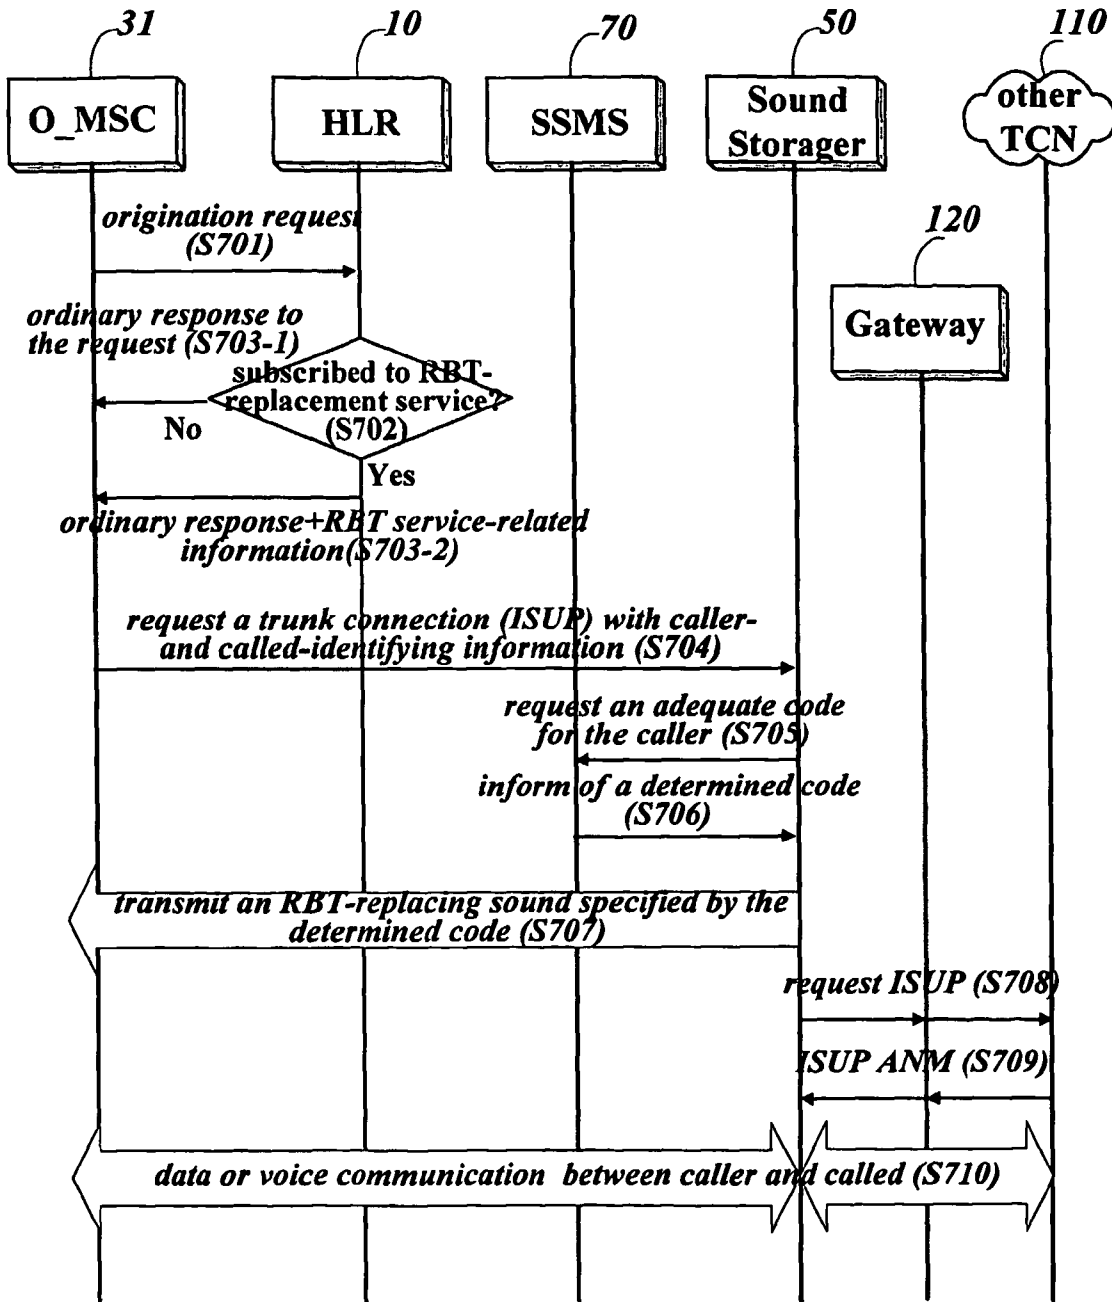 31
10
70
50
110
O_MSC
HLR
SSMS
Sound
Storager
other
TCN
120
Gateway
origination request
(S701)
ordinary response to
the request (S703-1)
subscribed to RBT-
replacement service?
(S702)
No
Yes
ordinary response+RBT service-related
information(S703-2)
request a trunk connection (ISUP) with caller-
and called-identifying information (S704)
request an adequate code
for the caller (S705)
inform of a determined code
(S706)
transmit an RBT-replacing sound specified by the
determined code (S707)
request ISUP (S708)
ISUP ANM (S709)
data or voice communication between caller and called (S710)